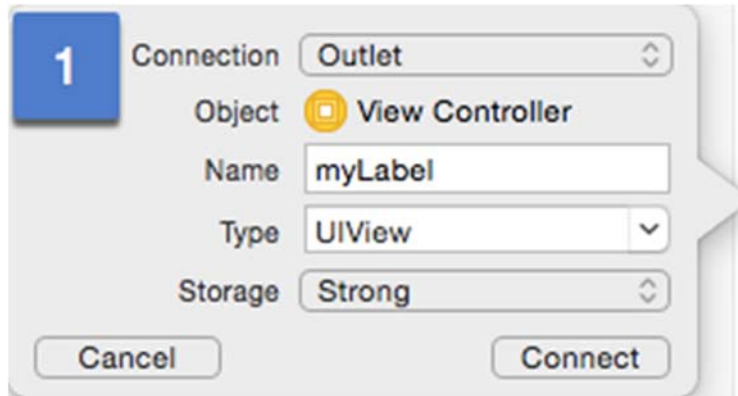 1
Connection Outlet
Object View Controller
Name myLabel
Type UIView
Storage Strong
Cancel Connect